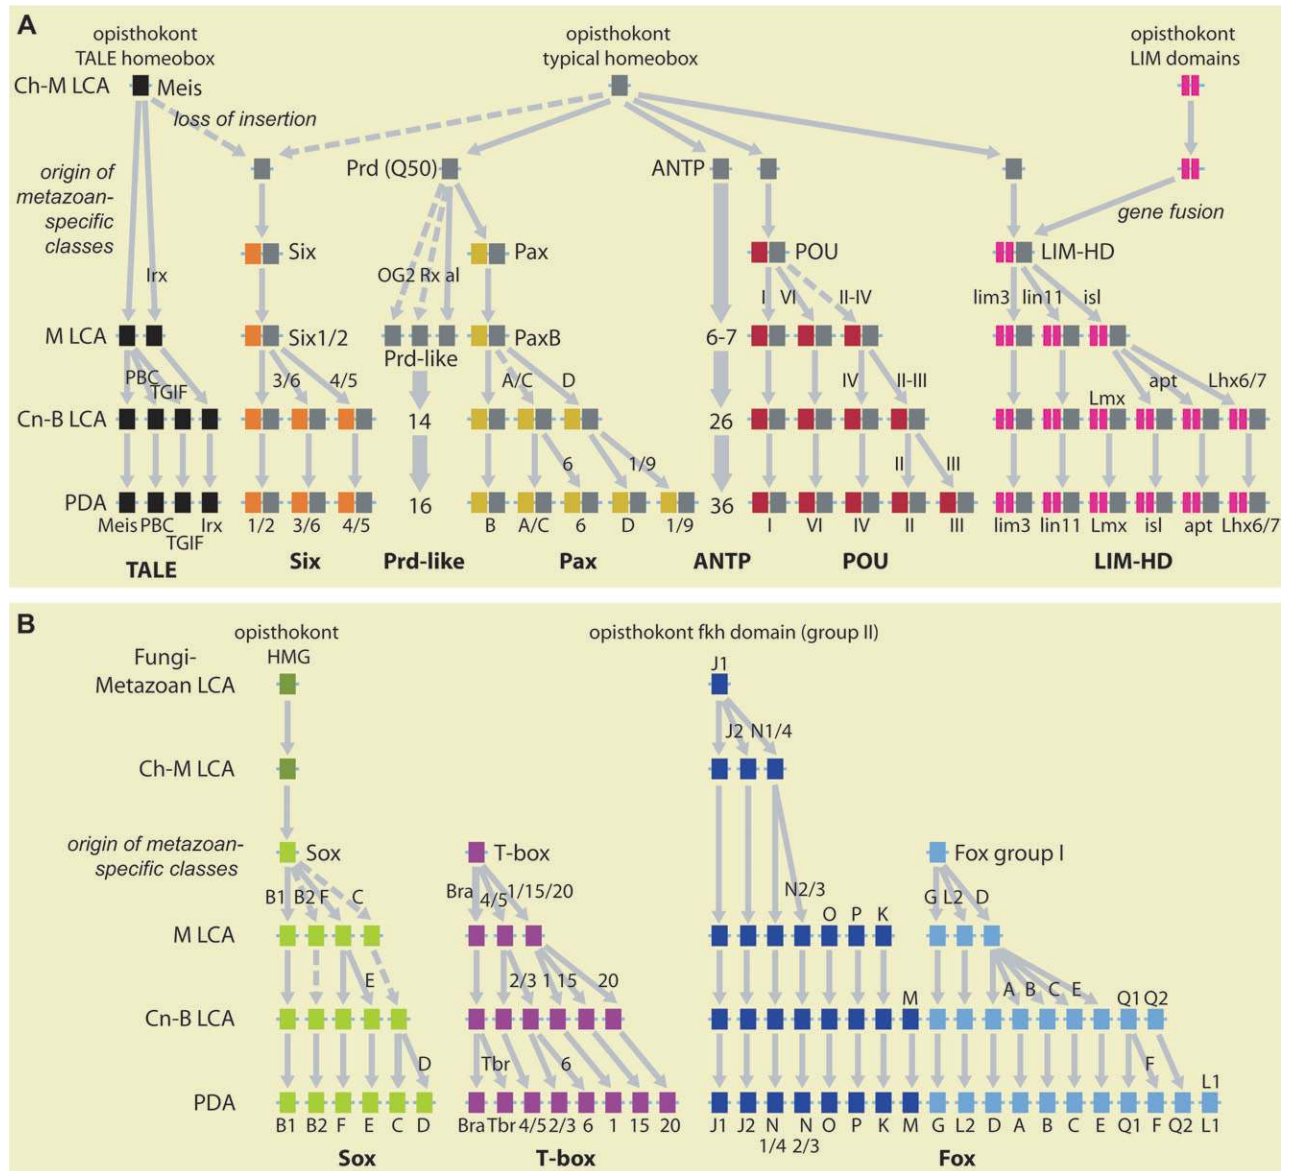 A
opisthokont
TALE homeobox
opisthokont
typical homeobox
opisthokont
LIM domains
Ch-M LCA
Meis
loss of insertion
origin of
metazoan-
specific
classes
Prd (Q50)
ANTP
gene fusion
Irx
Six
OG2 Rx al
Pax
POU
LIM-HD
I VI II-IV
lim3 lin11 isl
M LCA
Six1/2
Prd-like
PaxB
6-7
PBC
TGIF
3/6 4/5
A/C D
IV II-III
Lmx
apt Lhx6/7
Cn-B LCA
14
26
6 1/9
II III
PDA
16
36
Meis PBC Irx
TGIF
1/2 3/6 4/5
B A/C 6 D 1/9
I VI IV II III
lim3 lin11 Lmx isl apt Lhx6/7
TALE Six Prd-like Pax ANTP POU LIM-HD
B
opisthokont
HMG
opisthokont fkh domain (group II)
Fungi-
Metazoan LCA
J1
J2 N1/4
Ch-M LCA
origin of metazoan-
specific classes
Sox
T-box
Fox group I
B1 B2 F C
Bra 4/5 1/15/20
N2/3
O P K
G L2 D
M LCA
E
2/3 1 15 20
M
A B C E
Q1 Q2
Cn-B LCA
D
Tbr 6
F
L1
PDA
B1 B2 F E C D
Bra Tbr 4/5 2/3 6 1 15 20
J1 J2 N N O P K M G L2 D A B C E Q1 F Q2 L1
1/4 2/3
Sox T-box Fox